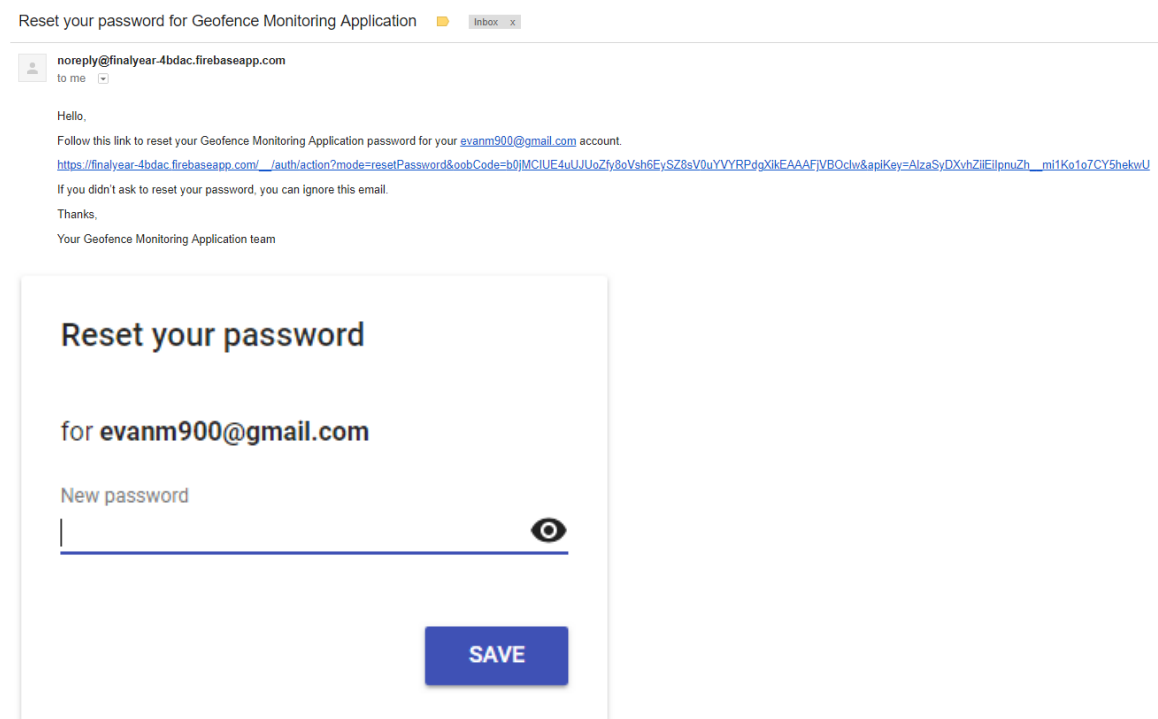 Reset your password for Geofence Monitoring Application Inbox x
noreply@finalyear-4bdac.firebaseapp.com
to me
Hello,
Follow this link to reset your Geofence Monitoring Application password for your evanm900@gmail.com account.
https://finalyear-4bdac.firebaseapp.com/__/auth/action?mode=resetPassword&oobCode=b0jMCIUE4uUJUoZfy8oVsh6EySZ8sV0uYVYRPdgXikEAAAFjVBOclw&apiKey=AIzaSyDXvhZiiEiIpnuZh__mi1Ko1o7CY5hekwU
If you didn't ask to reset your password, you can ignore this email.
Thanks,
Your Geofence Monitoring Application team
Reset your password
for evanm900@gmail.com
New password
SAVE